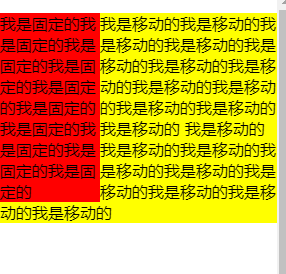 我是固定的我
是固定的我是
固定的我是固
定的我是固定
的我是固定的
我是固定的我
是固定的我是
固定的我是固
定的
我是移动的我是移动的我
是移动的我是移动的我是
移动的我是移动的我是移
动的我是移动的我是移动
的我是移动的我是移动的
我是移动的 我是移动的
我是移动的我是移动的我
是移动的我是移动的我是
移动的我是移动的我是移
动的我是移动的